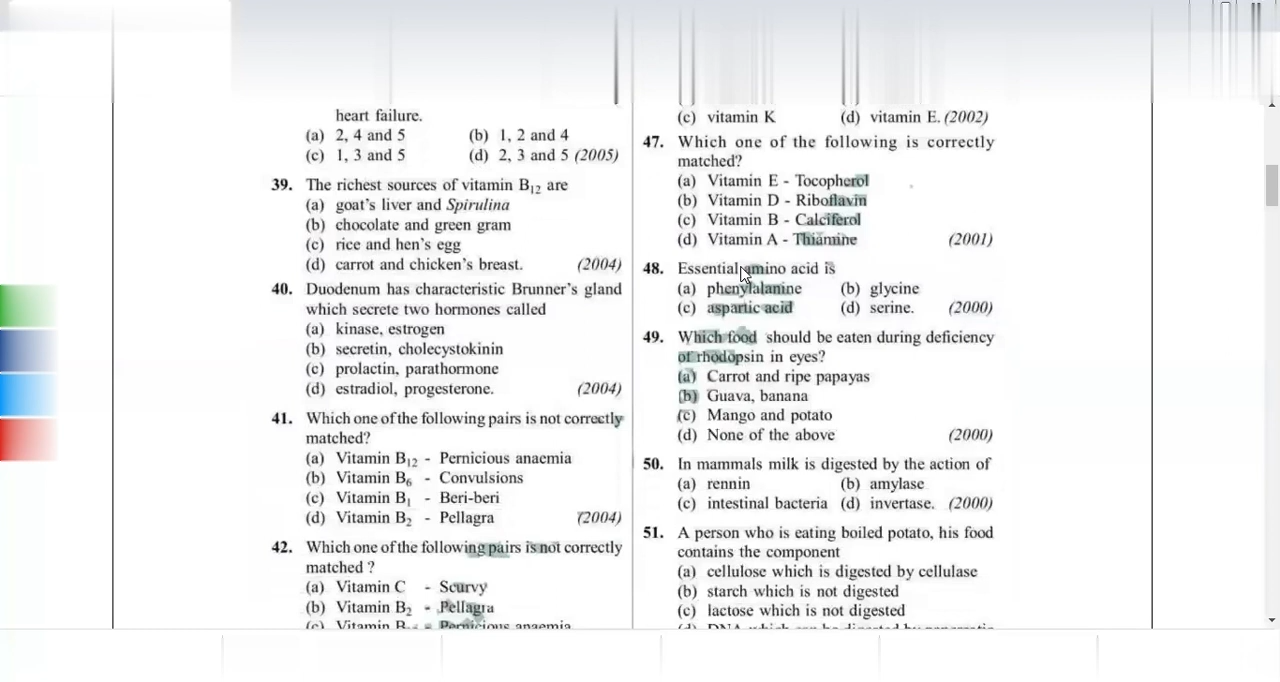 heart failure.
(a) 2, 4 and 5 (b) 1, 2 and 4
(c) 1, 3 and 5 (d) 2, 3 and 5 (2005)
39. The richest sources of vitamin B12 are
(a) goat's liver and Spirulina
(b) chocolate and green gram
(c) rice and hen's egg
(d) carrot and chicken's breast. (2004)
40. Duodenum has characteristic Brunner's gland
which secrete two hormones called
(a) kinase, estrogen
(b) secretin, cholecystokinin
(c) prolactin, parathormone
(d) estradiol, progesterone. (2004)
41. Which one of the following pairs is not correctly
matched?
(a) Vitamin B12 - Pernicious anaemia
(b) Vitamin B6 - Convulsions
(c) Vitamin B1 - Beri-beri
(d) Vitamin B2 - Pellagra (2004)
42. Which one of the following pairs is not correctly
matched ?
(a) Vitamin C - Scurvy
(b) Vitamin B2 - Pellagra
(c) Vitamin - Pernicious anaemia
(c) vitamin K (d) vitamin E. (2002)
47. Which one of the following is correctly
matched?
(a) Vitamin E - Tocopherol
(b) Vitamin D - Riboflavin
(c) Vitamin B - Calciferol
(d) Vitamin A - Thiamine (2001)
48. Essential amino acid is
(a) phenylalanine (b) glycine
(c) aspartic acid (d) serine. (2000)
49. Which food should be eaten during deficiency
of rhodopsin in eyes?
(a) Carrot and ripe papayas
(b) Guava, banana
(c) Mango and potato
(d) None of the above (2000)
50. In mammals milk is digested by the action of
(a) rennin (b) amylase
(c) intestinal bacteria (d) invertase. (2000)
51. A person who is eating boiled potato, his food
contains the component
(a) cellulose which is digested by cellulase
(b) starch which is not digested
(c) lactose which is not digested
(d) DNA which can be digested by pancreatic